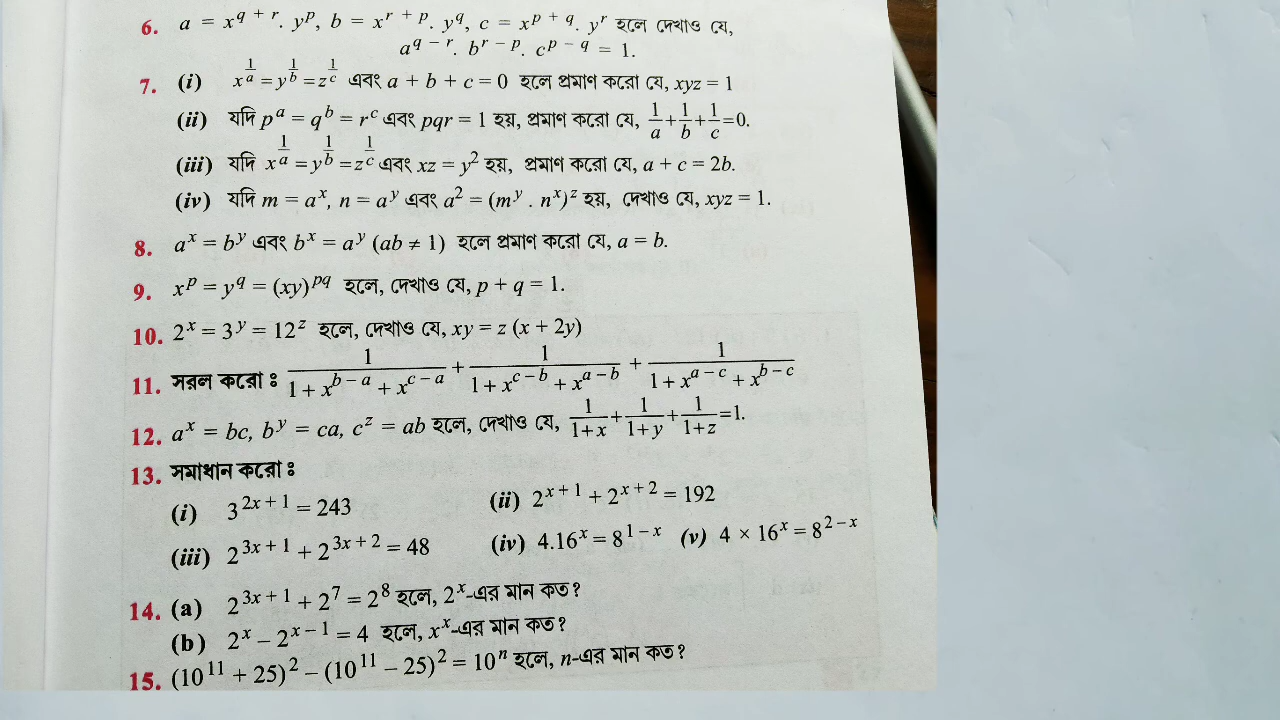 6. a = x^{q + r}. y^p, b = x^{r + p}. y^q, c = x^{p + q}. y^r হলে দেখাও যে,
a^{q – r}. b^{r – p}. c^{p – q} = 1.
7. (i) x^{1/a} = y^{1/b} = z^{1/c} এবং a + b + c = 0 হলে প্রমাণ করো যে, xyz = 1
(ii) যদি p^a = q^b = r^c এবং pqr = 1 হয়, প্রমাণ করো যে, 1/a + 1/b + 1/c = 0.
(iii) যদি x^{1/a} = y^{1/b} = z^{1/c} এবং xz = y^2 হয়, প্রমাণ করো যে, a + c = 2b.
(iv) যদি m = a^x, n = a^y এবং a^2 = (m^y . n^x)^z হয়, দেখাও যে, xyz = 1.
8. a^x = b^y এবং b^x = a^y (ab ≠ 1) হলে প্রমাণ করো যে, a = b.
9. x^p = y^q = (xy)^{pq} হলে, দেখাও যে, p + q = 1.
10. 2^x = 3^y = 12^z হলে, দেখাও যে, xy = z (x + 2y)
11. সরল করো ঃ 1/(1 + x^{b – a} + x^{c – a}) + 1/(1 + x^{c – b} + x^{a – b}) + 1/(1 + x^{a – c} + x^{b – c})
12. a^x = bc, b^y = ca, c^z = ab হলে, দেখাও যে, 1/(1+x) + 1/(1+y) + 1/(1+z) = 1.
13. সমাধান করো ঃ
(i) 3^{2x + 1} = 243 (ii) 2^{x + 1} + 2^{x + 2} = 192
(iii) 2^{3x + 1} + 2^{3x + 2} = 48 (iv) 4.16^x = 8^{1 – x} (v) 4 × 16^x = 8^{2 – x}
14. (a) 2^{3x + 1} + 2^7 = 2^8 হলে, 2^x-এর মান কত?
(b) 2^x – 2^{x – 1} = 4 হলে, x^x-এর মান কত?
15. (10^{11} + 25)^2 – (10^{11} – 25)^2 = 10^n হলে, n-এর মান কত?